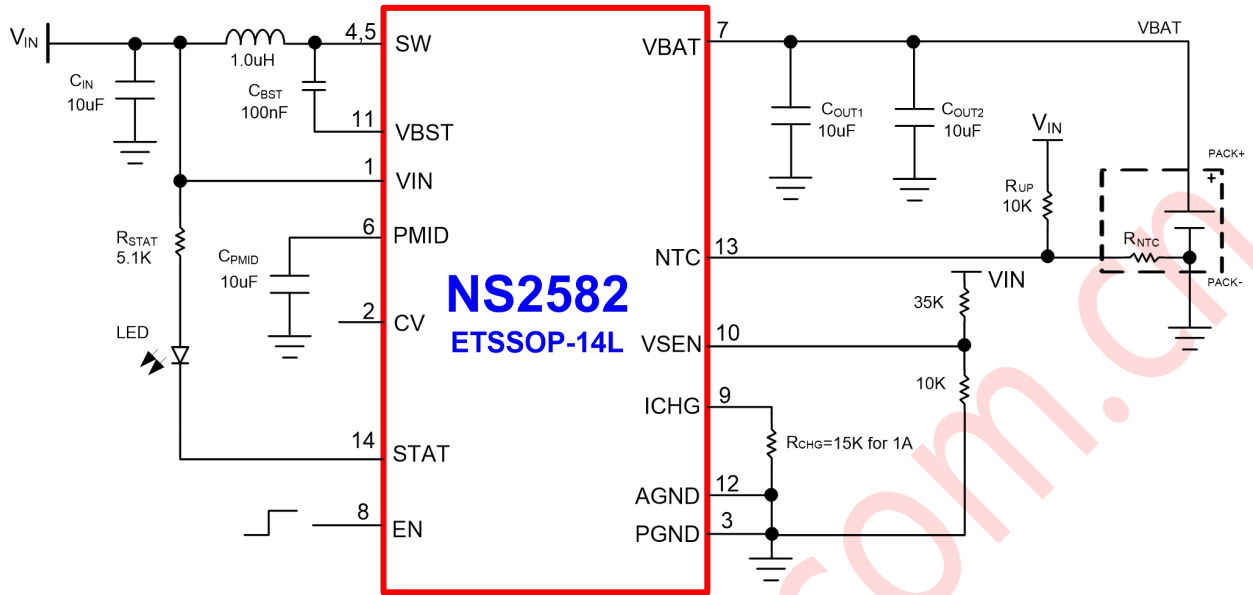 VIN
CIN
10uF
1.0uH
CBST
100nF
4,5
SW
11
VBST
1
VIN
RSTAT
5.1K
6
PMID
CPMID
10uF
2
CV
LED
14
STAT
8
EN
NS2582
ETSSOP-14L
VBAT
7
VBAT
COUT1
10uF
COUT2
10uF
VIN
RUP
10K
PACK+
+
RNTC
PACK-
NTC
13
VIN
35K
VSEN
10
10K
ICHG
9
RCHG=15K for 1A
AGND
12
PGND
3
om.cn